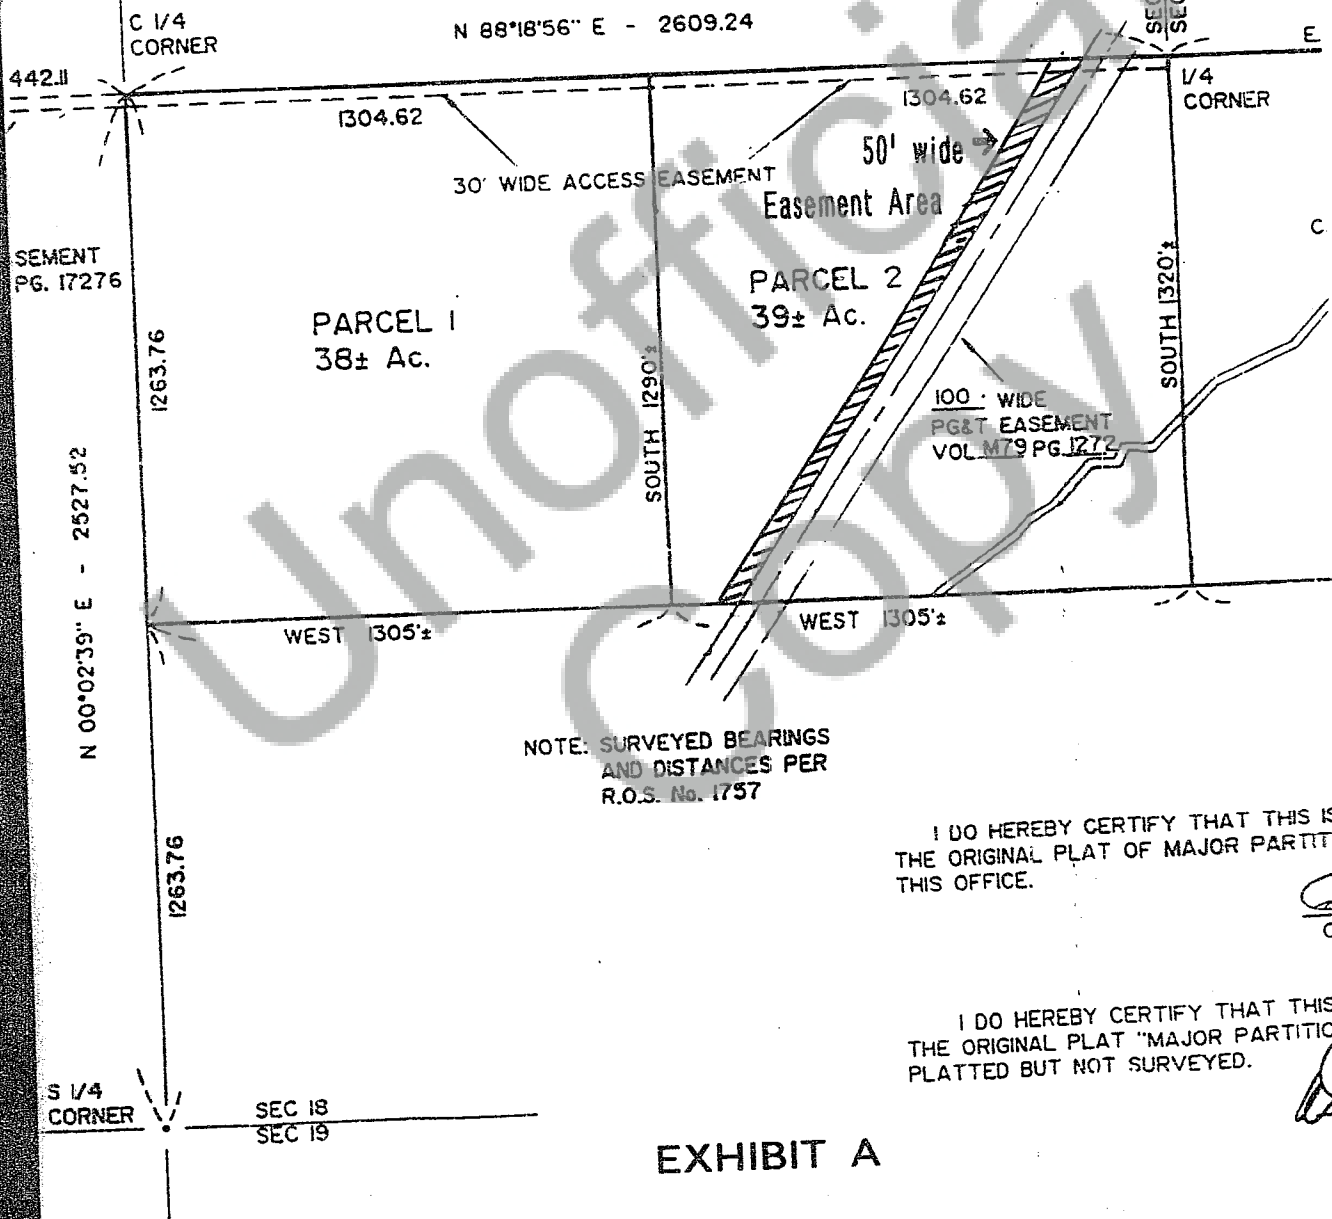 C 1/4
CORNER
N 88°18'56" E - 2609.24
SEC
SEC
E
442.11
1304.62
1304.62
1/4
CORNER
50' wide
30' WIDE ACCESS EASEMENT
Easement Area
SEMENT
PG. 17276
C
PARCEL 1
38± Ac.
PARCEL 2
39± Ac.
1263.76
SOUTH 1290'±
SOUTH 1320'±
100' WIDE
PG&T EASEMENT
VOL M79 PG 1272
N 00°02'39" E - 2527.52
WEST 1305'±
WEST 1305'±
NOTE: SURVEYED BEARINGS
AND DISTANCES PER
R.O.S. No. 1757
1263.76
I DO HEREBY CERTIFY THAT THIS IS
THE ORIGINAL PLAT OF MAJOR PARTIT
THIS OFFICE.
I DO HEREBY CERTIFY THAT THIS
THE ORIGINAL PLAT "MAJOR PARTITIO
PLATTED BUT NOT SURVEYED.
S 1/4
CORNER
SEC 18
SEC 19
EXHIBIT A
Unofficial
Copy